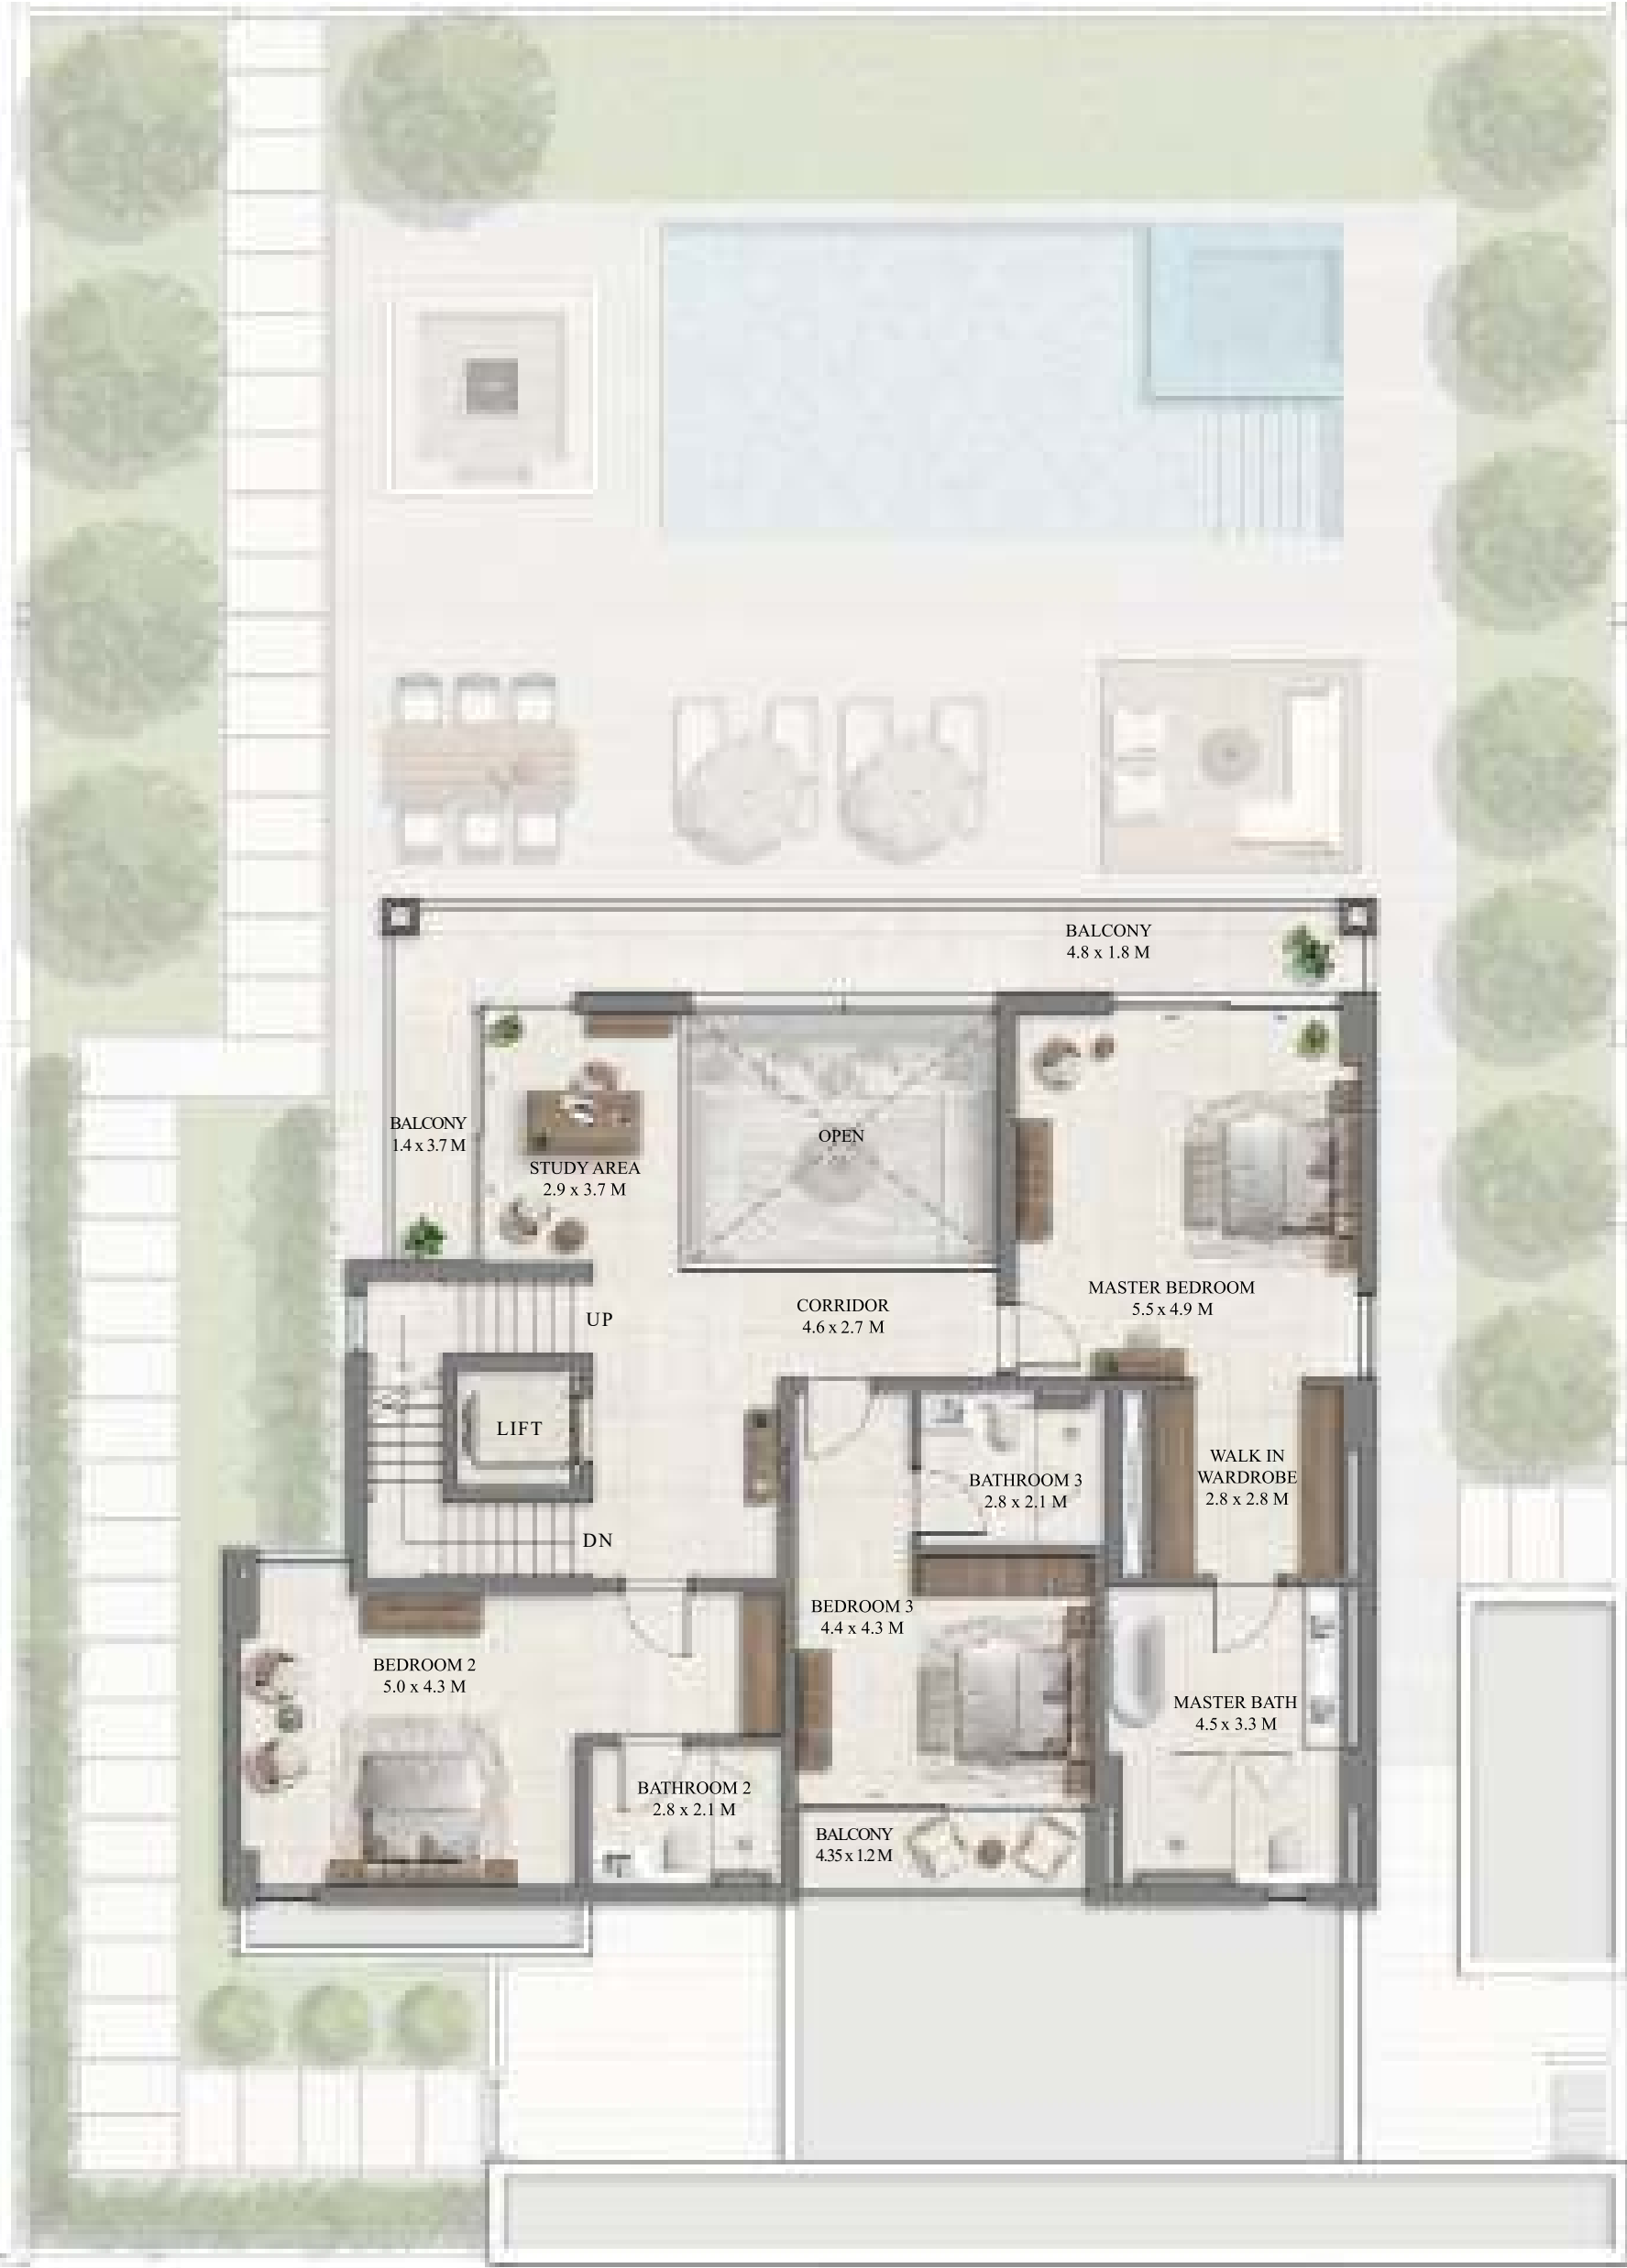 BALCONY
4.8 x 1.8 M
BALCONY
1.4 x 3.7 M
STUDY AREA
2.9 x 3.7 M
OPEN
MASTER BEDROOM
5.5 x 4.9 M
CORRIDOR
4.6 x 2.7 M
UP
LIFT
DN
WALK IN
WARDROBE
2.8 x 2.8 M
BATHROOM 3
2.8 x 2.1 M
BEDROOM 3
4.4 x 4.3 M
BEDROOM 2
5.0 x 4.3 M
MASTER BATH
4.5 x 3.3 M
BATHROOM 2
2.8 x 2.1 M
BALCONY
4.35 x 1.2 M